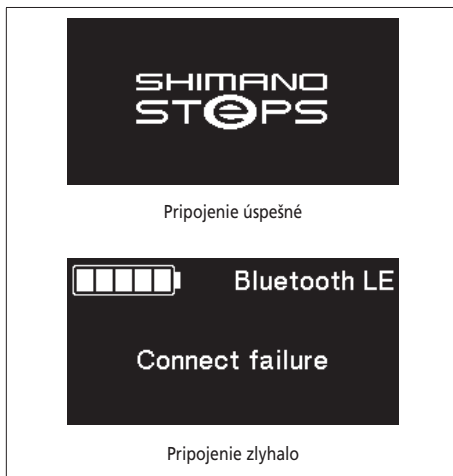 SHIMANO
STePS
Pripojenie úspešné
Bluetooth LE
Connect failure
Pripojenie zlyhalo